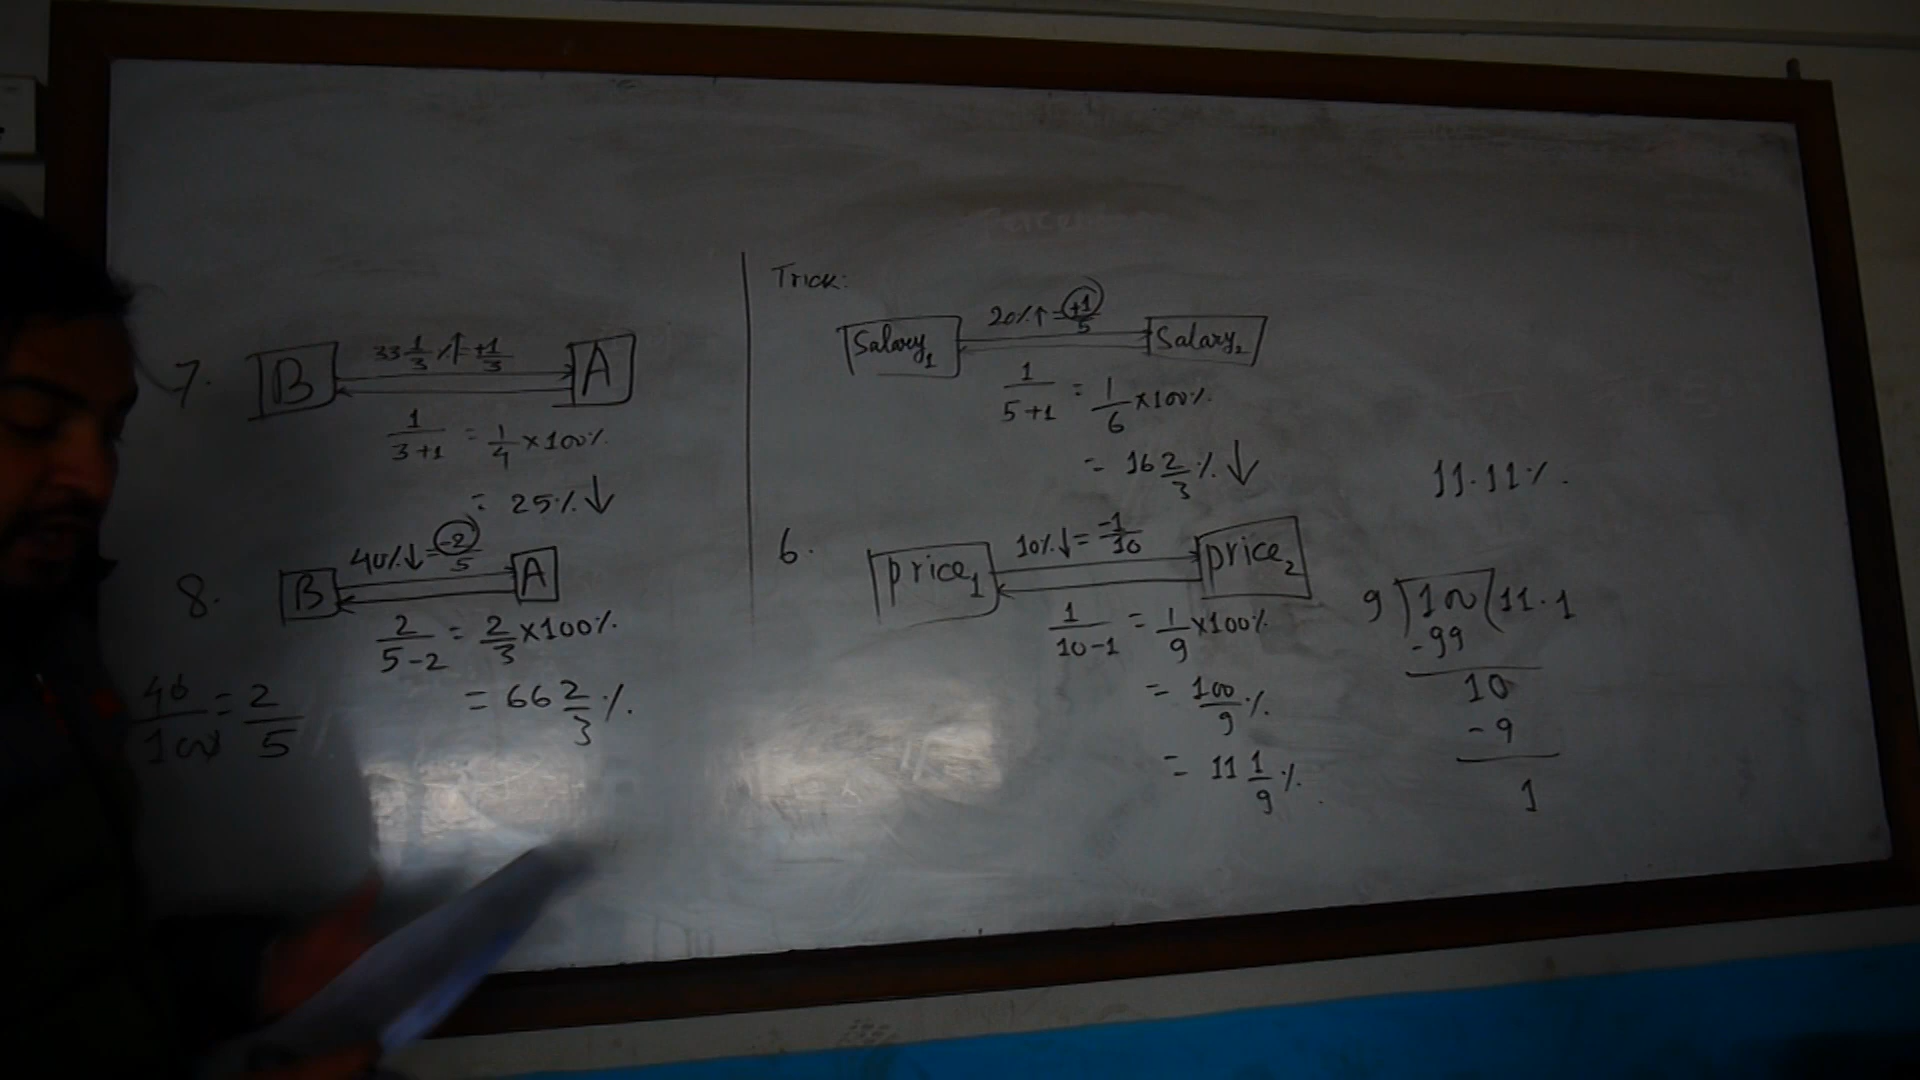 Trick:
Salary₁ 20%↑ = +1/5 Salary₂
1/(5+1) = 1/6 × 100%
= 16 2/3 %↓
6. Price₁ 10%↓ = -1/10 Price₂
1/(10-1) = 1/9 × 100%
= 100/9 %
= 11 1/9 %
11.11%
9 ) 100 ( 11.1
-99
10
-9
1
7. B 33 1/3 %↑ = +1/3 A
1/(3+1) = 1/4 × 100%
= 25%↓
8. B 40%↓ = -2/5 A
2/(5-2) = 2/3 × 100%
= 66 2/3 %
40/100 = 2/5